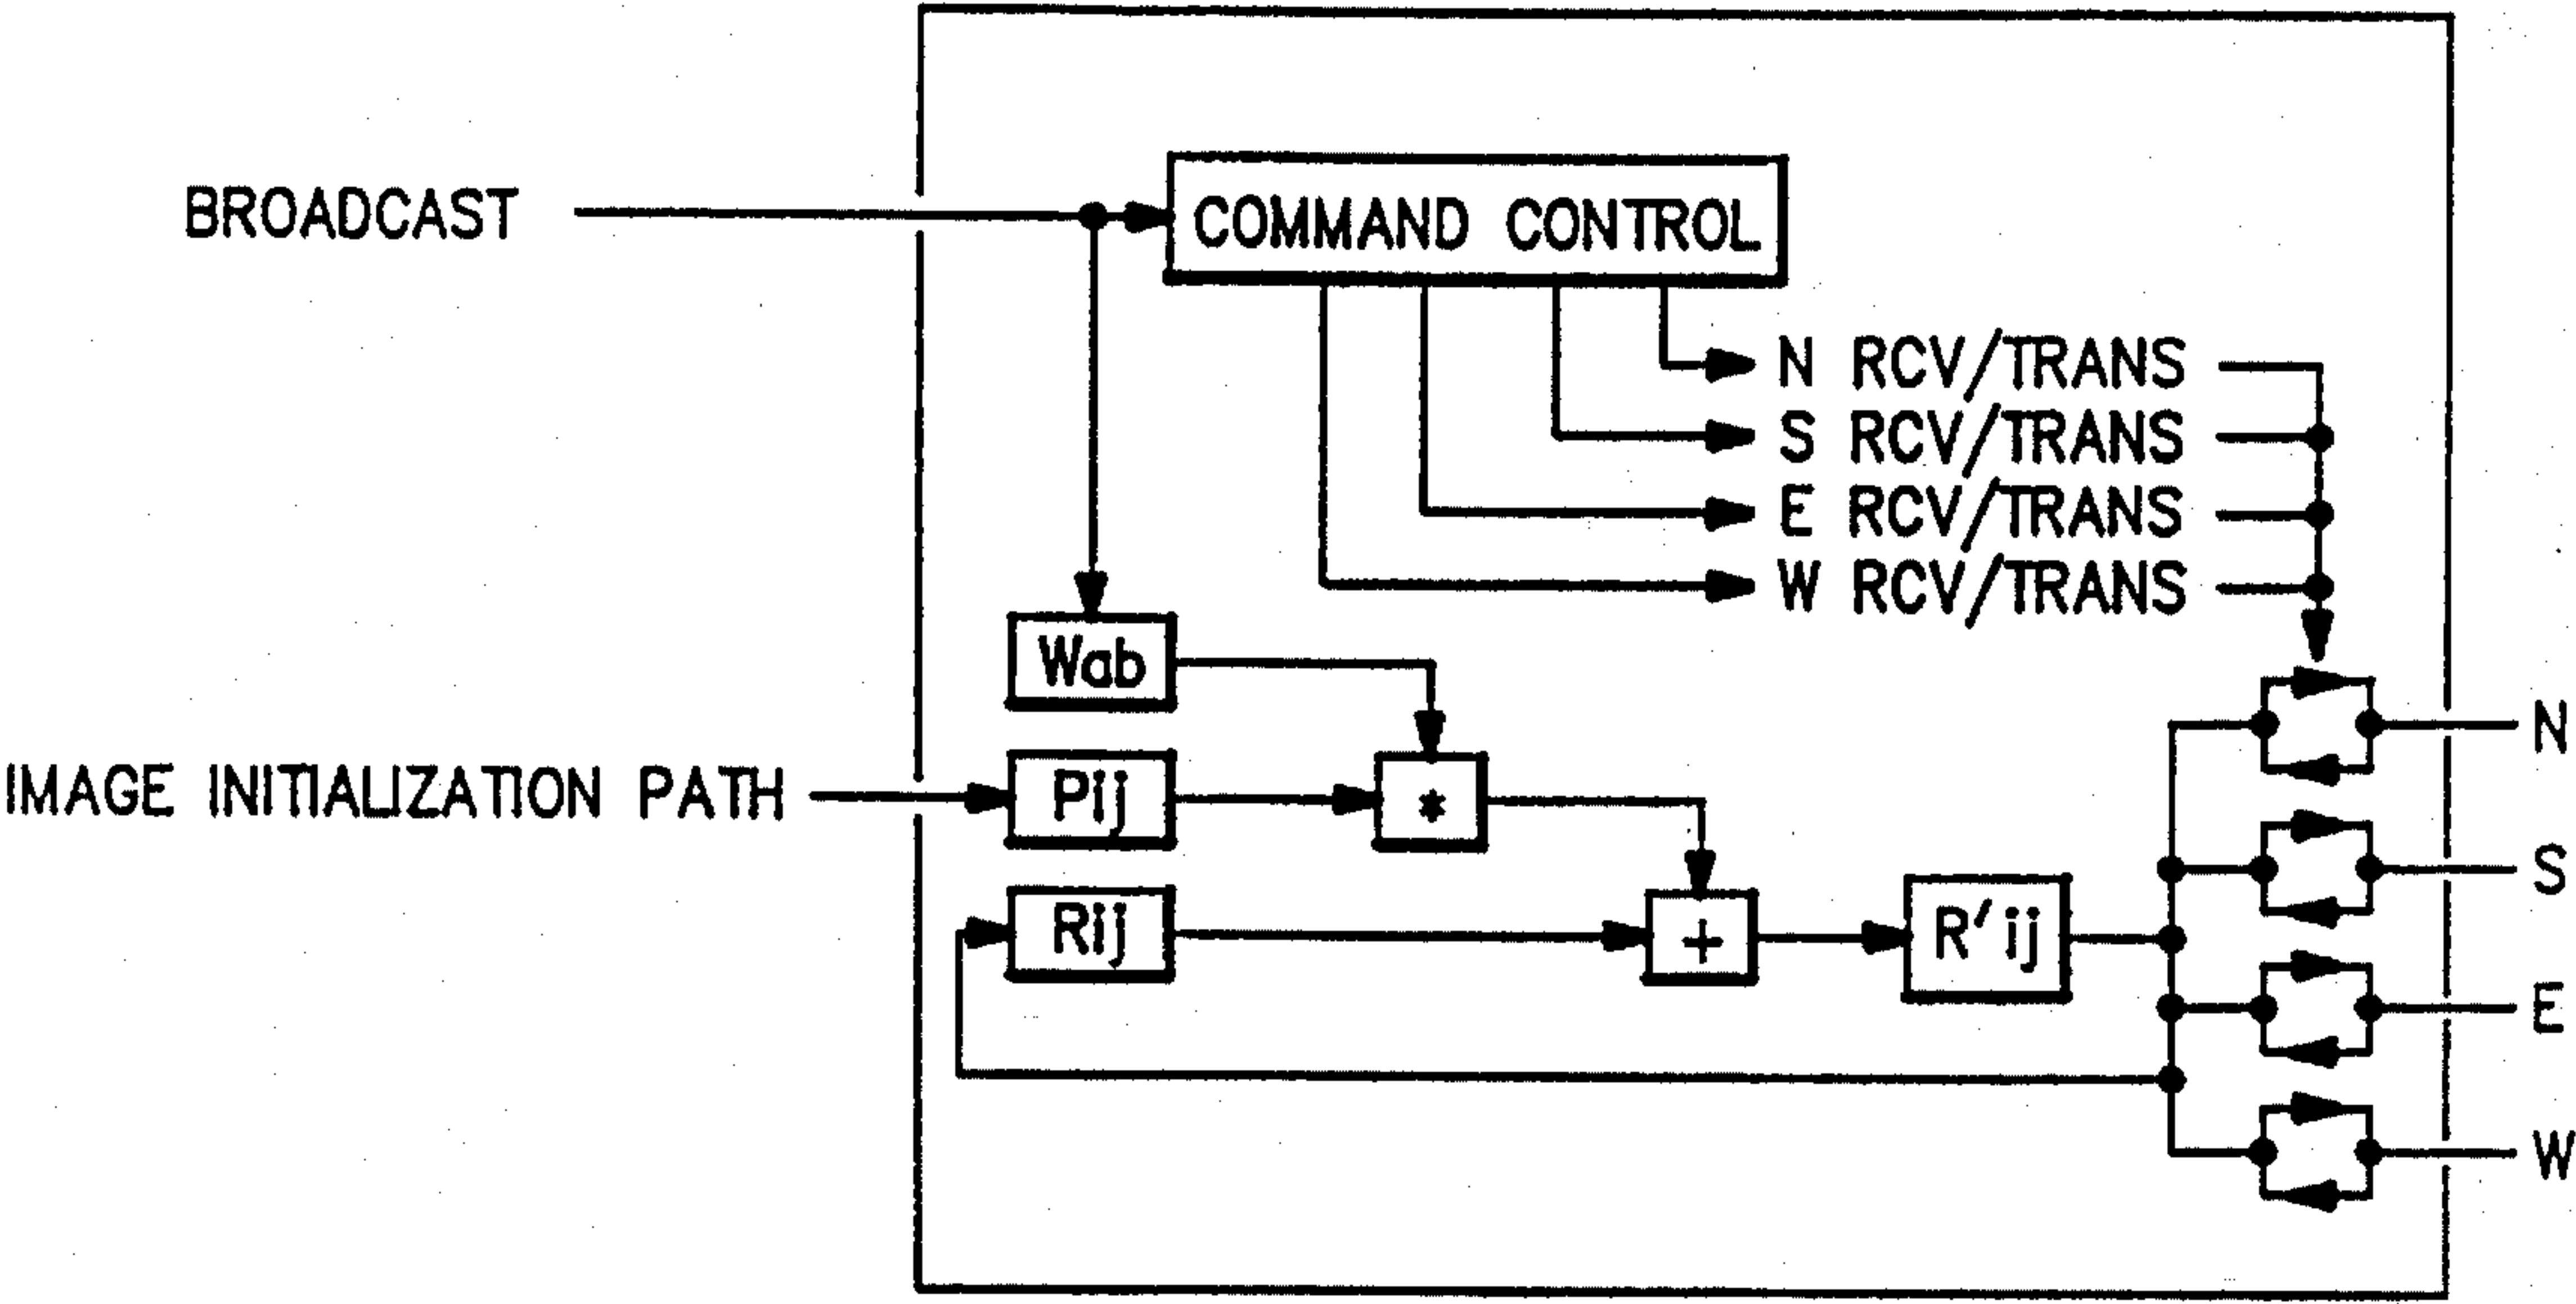 BROADCAST
COMMAND CONTROL
N RCV/TRANS
S RCV/TRANS
E RCV/TRANS
W RCV/TRANS
Wab
IMAGE INITIALIZATION PATH
Pij
*
Rij
+
R'ij
N
S
E
W